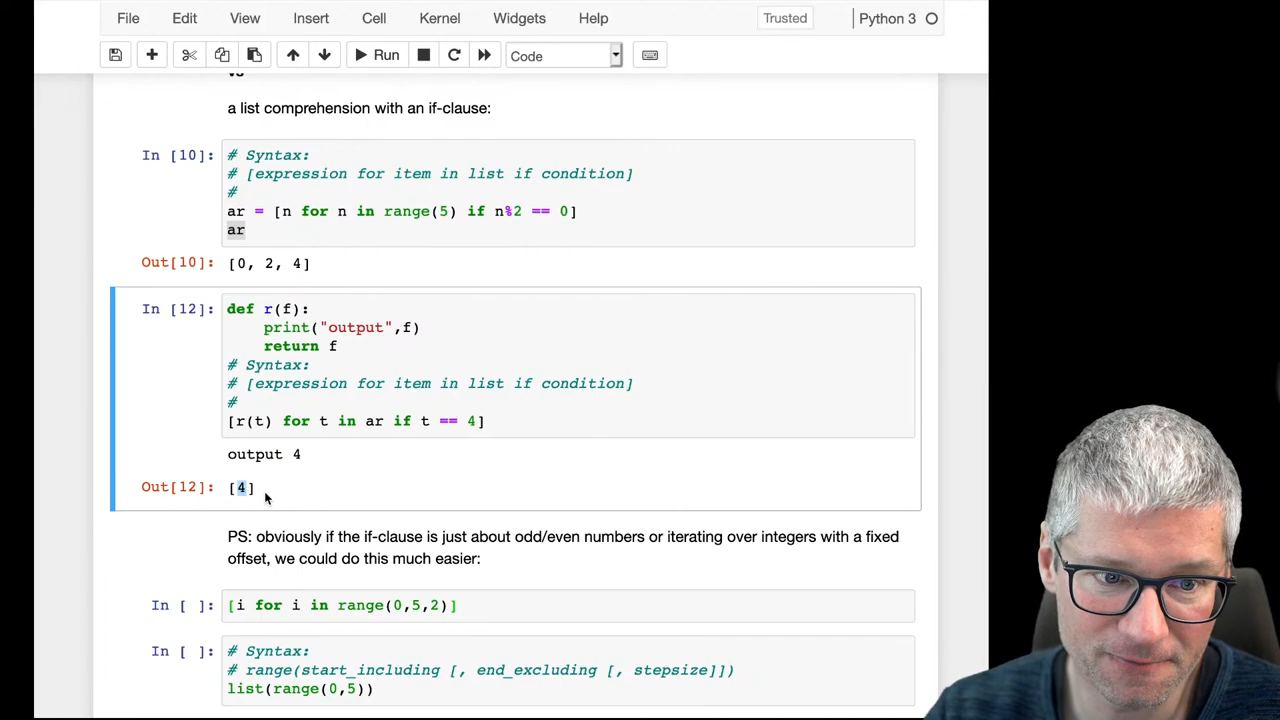 File Edit View Insert Cell Kernel Widgets Help Trusted Python 3
Run Code
vs
a list comprehension with an if-clause:
In [10]: # Syntax:
# [expression for item in list if condition]
#
ar = [n for n in range(5) if n%2 == 0]
ar
Out[10]: [0, 2, 4]
In [12]: def r(f):
print("output",f)
return f
# Syntax:
# [expression for item in list if condition]
#
[r(t) for t in ar if t == 4]
output 4
Out[12]: [4]
PS: obviously if the if-clause is just about odd/even numbers or iterating over integers with a fixed
offset, we could do this much easier:
In [ ]: [i for i in range(0,5,2)]
In [ ]: # Syntax:
# range(start_including [, end_excluding [, stepsize]])
list(range(0,5))